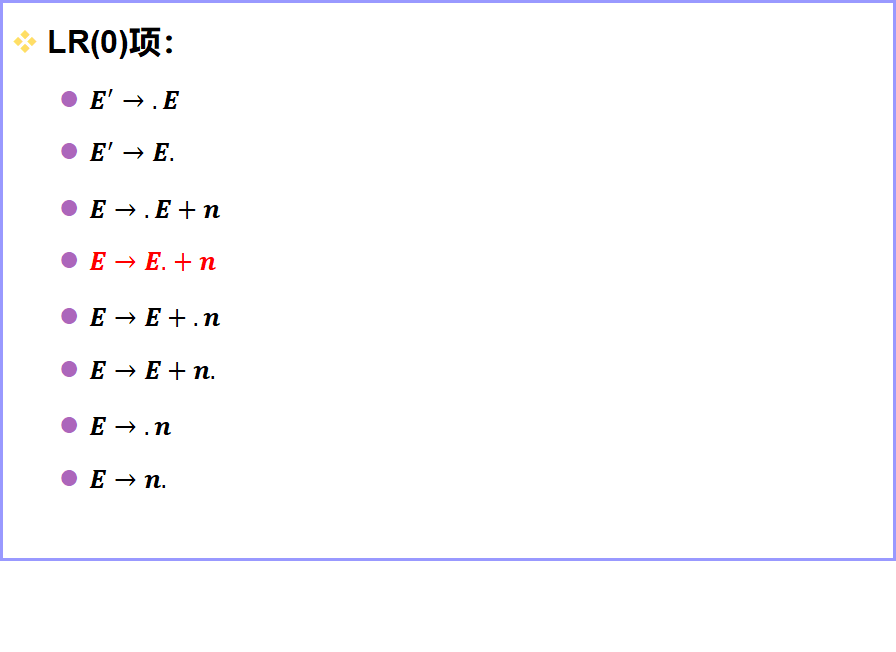 LR(0)项：
E′ → . E
E′ → E.
E → . E + n
E → E. + n
E → E + . n
E → E + n.
E → . n
E → n.